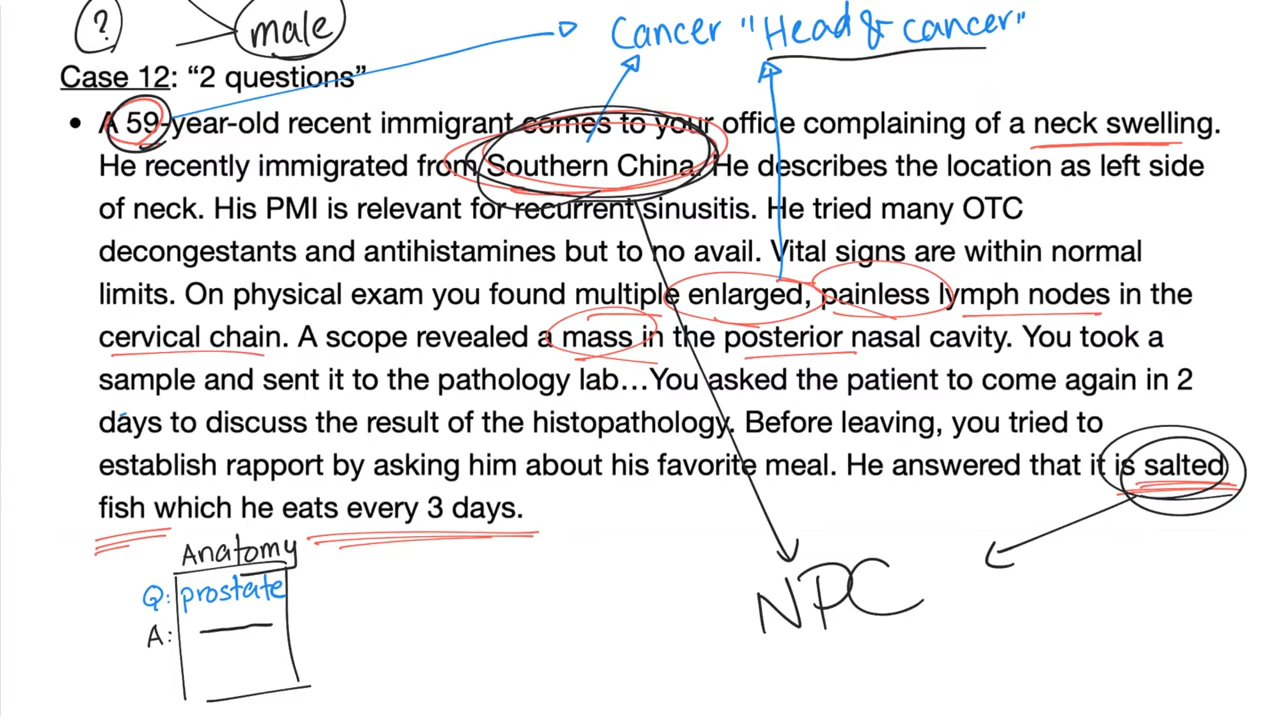 ?
male
Cancer "Head & cancer"
Case 12: “2 questions”
• A 59-year-old recent immigrant comes to your office complaining of a neck swelling.
He recently immigrated from Southern China. He describes the location as left side
of neck. His PMI is relevant for recurrent sinusitis. He tried many OTC
decongestants and antihistamines but to no avail. Vital signs are within normal
limits. On physical exam you found multiple enlarged, painless lymph nodes in the
cervical chain. A scope revealed a mass in the posterior nasal cavity. You took a
sample and sent it to the pathology lab…You asked the patient to come again in 2
days to discuss the result of the histopathology. Before leaving, you tried to
establish rapport by asking him about his favorite meal. He answered that it is salted
fish which he eats every 3 days.
Anatomy
Q: prostate
A:
NPC